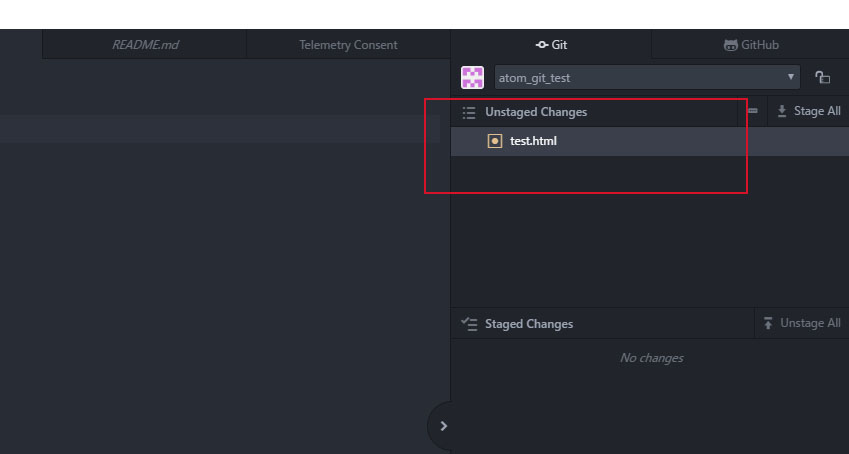 README.md
Telemetry Consent
Git
GitHub
atom_git_test
Unstaged Changes
Stage All
test.html
Staged Changes
Unstage All
No changes